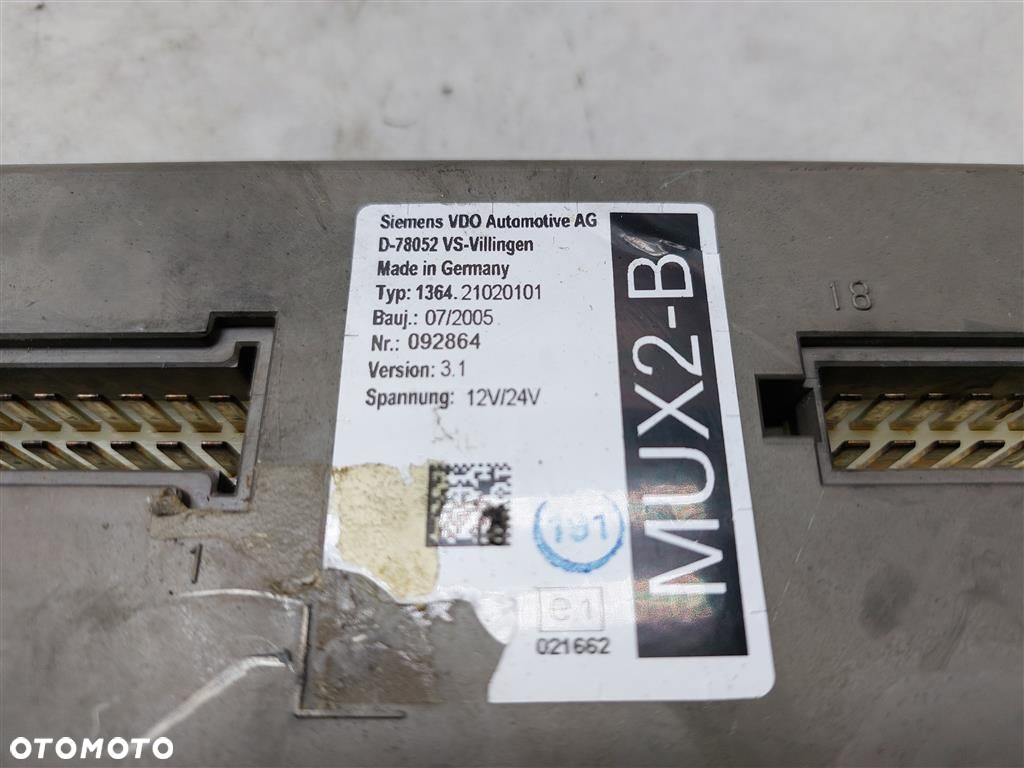 Siemens VDO Automotive AG
D-78052 VS-Villingen
Made in Germany
Typ: 1364.21020101
Bauj.: 07/2005
Nr.: 092864
Version: 3.1
Spannung: 12V/24V
MUX2-B
191
e1
021662
18
1
OTOMOTO